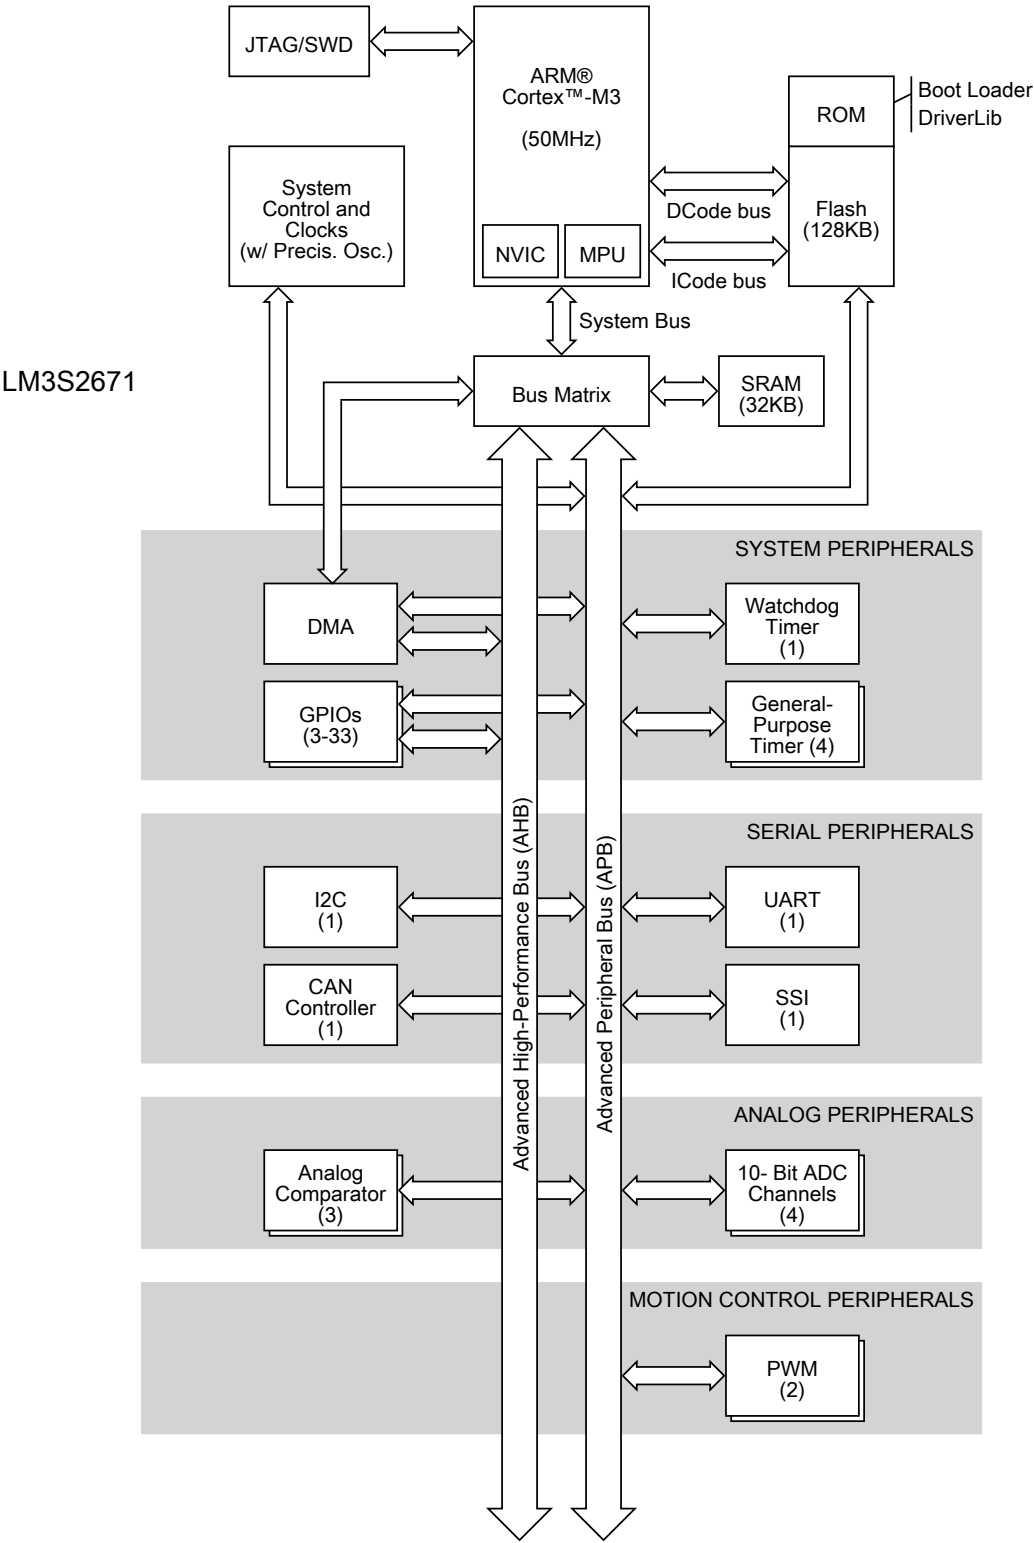 JTAG/SWD
ARM®
Cortex™-M3
(50MHz)
NVIC
MPU
ROM
Boot Loader
DriverLib
Flash
(128KB)
DCode bus
ICode bus
System
Control and
Clocks
(w/ Precis. Osc.)
System Bus
LM3S2671
Bus Matrix
SRAM
(32KB)
SYSTEM PERIPHERALS
DMA
Watchdog
Timer
(1)
GPIOs
(3-33)
General-
Purpose
Timer (4)
Advanced High-Performance Bus (AHB)
Advanced Peripheral Bus (APB)
SERIAL PERIPHERALS
I2C
(1)
UART
(1)
CAN
Controller
(1)
SSI
(1)
ANALOG PERIPHERALS
Analog
Comparator
(3)
10- Bit ADC
Channels
(4)
MOTION CONTROL PERIPHERALS
PWM
(2)